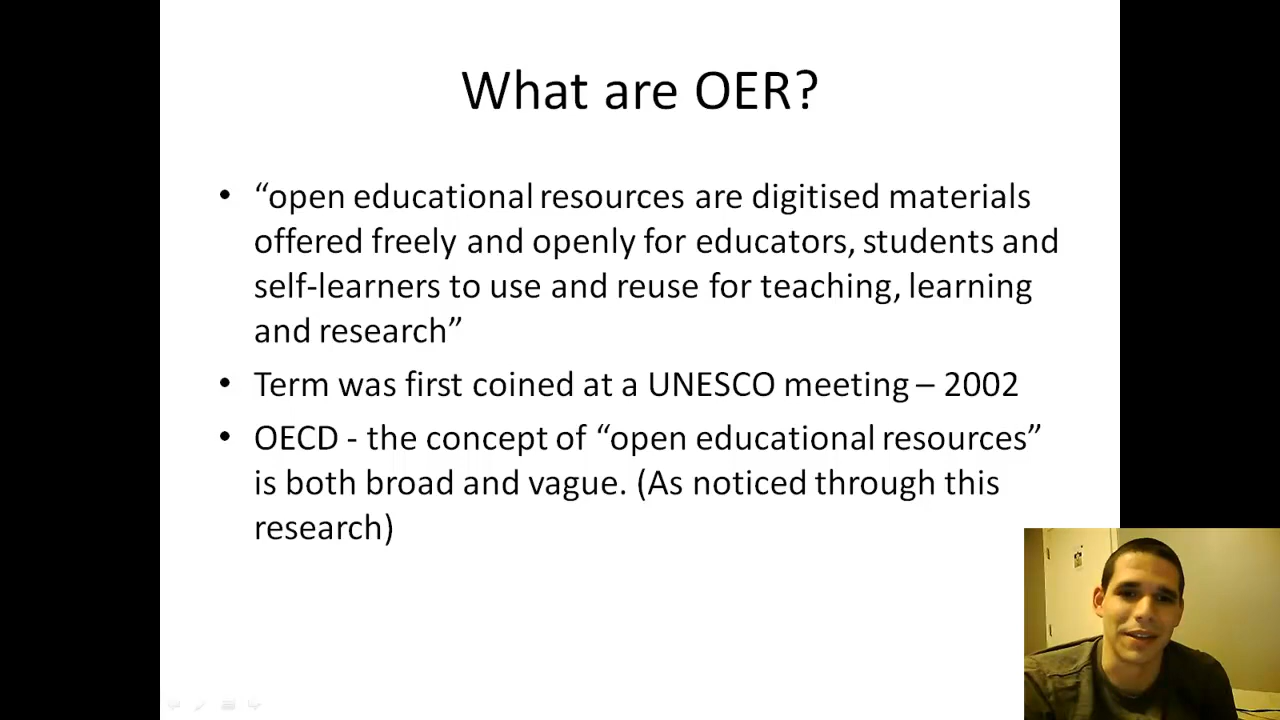 What are OER?
• “open educational resources are digitised materials
offered freely and openly for educators, students and
self-learners to use and reuse for teaching, learning
and research”
• Term was first coined at a UNESCO meeting – 2002
• OECD - the concept of “open educational resources”
is both broad and vague. (As noticed through this
research)